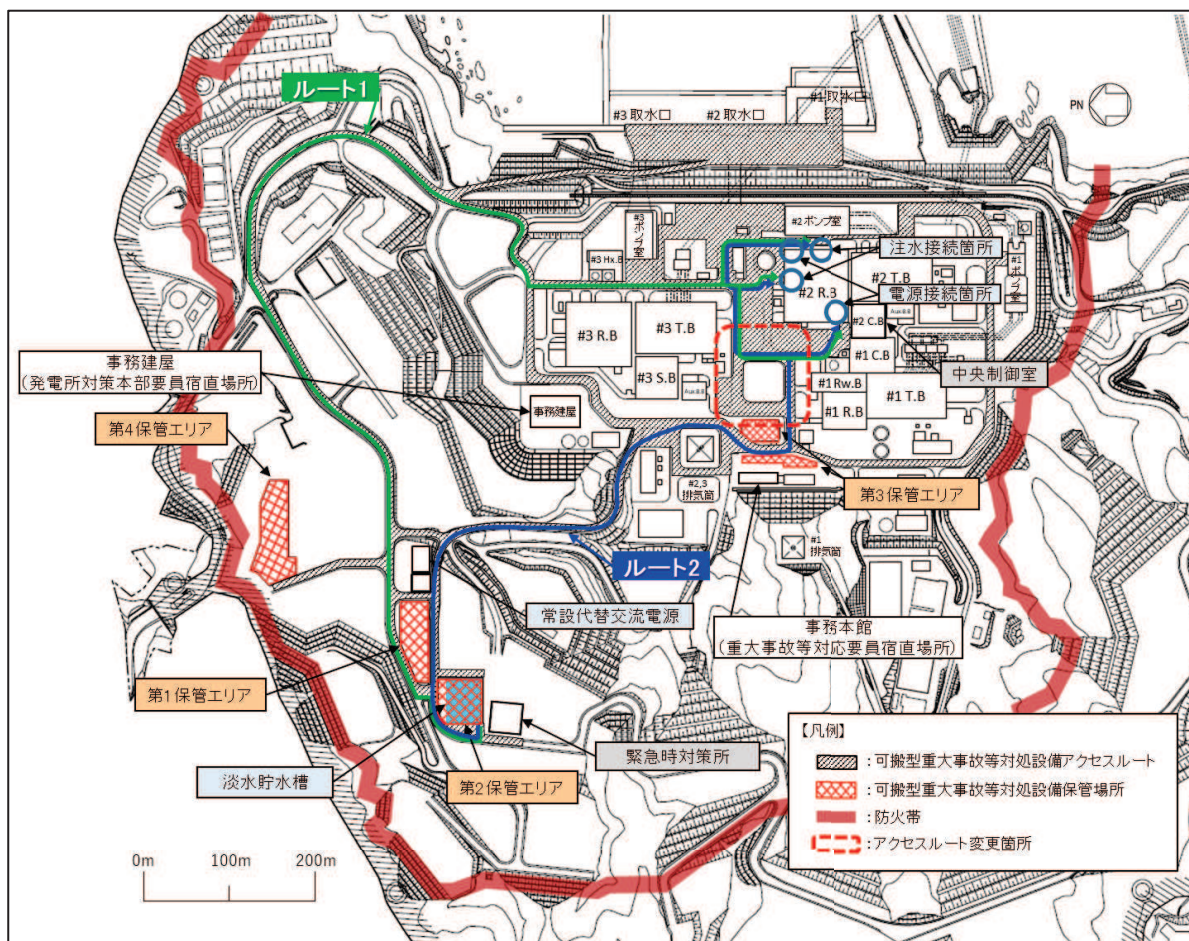 ルート1
#3 取水口
#2 取水口
#1 取水口
PN
#3
ポンプ室
#2 ポンプ室
#3 Hx.B
注水接続箇所
#1
ポンプ室
#2 T.B
#2 R.B
電源接続箇所
#3 R.B
#3 T.B
#2 C.B
#1 C.B
中央制御室
#3 S.B
#1 Rw.B
#1 R.B
#1 T.B
事務建屋
(発電所対策本部要員宿直場所)
事務建屋
第4保管エリア
#2,3
排気筒
第3保管エリア
#1
排気筒
ルート2
常設代替交流電源
事務本館
(重大事故等対応要員宿直場所)
第1保管エリア
緊急時対策所
淡水貯水槽
第2保管エリア
【凡例】
:可搬型重大事故等対処設備アクセスルート
:可搬型重大事故等対処設備保管場所
:防火帯
:アクセスルート変更箇所
0m 100m 200m